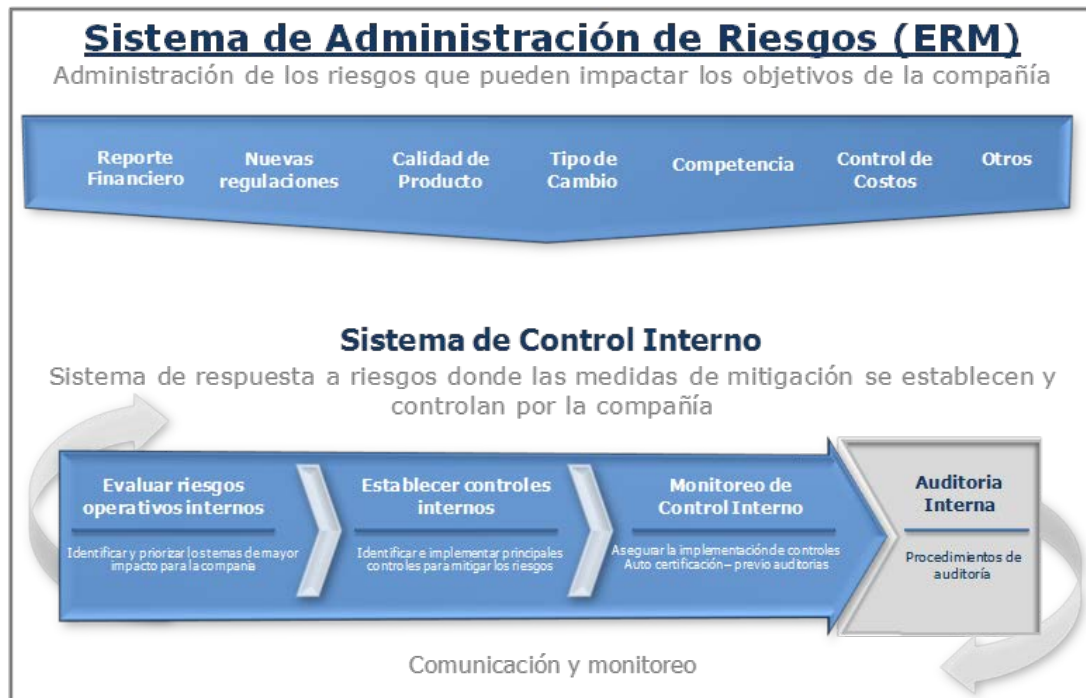 Sistema de Administración de Riesgos (ERM)
Administración de los riesgos que pueden impactar los objetivos de la compañía
Reporte
Financiero
Nuevas
regulaciones
Calidad de
Producto
Tipo de
Cambio
Competencia
Control de
Costos
Otros
Sistema de Control Interno
Sistema de respuesta a riesgos donde las medidas de mitigación se establecen y
controlan por la compañía
Evaluar riesgos
operativos internos
Identificar y priorizar los temas de mayor
impacto para la compañía
Establecer controles
internos
Identificar e implementar principales
controles para mitigar los riesgos
Monitoreo de
Control Interno
Asegurar la implementación de controles
Auto certificación – previo auditorias
Auditoria
Interna
Procedimientos de
auditoría
Comunicación y monitoreo